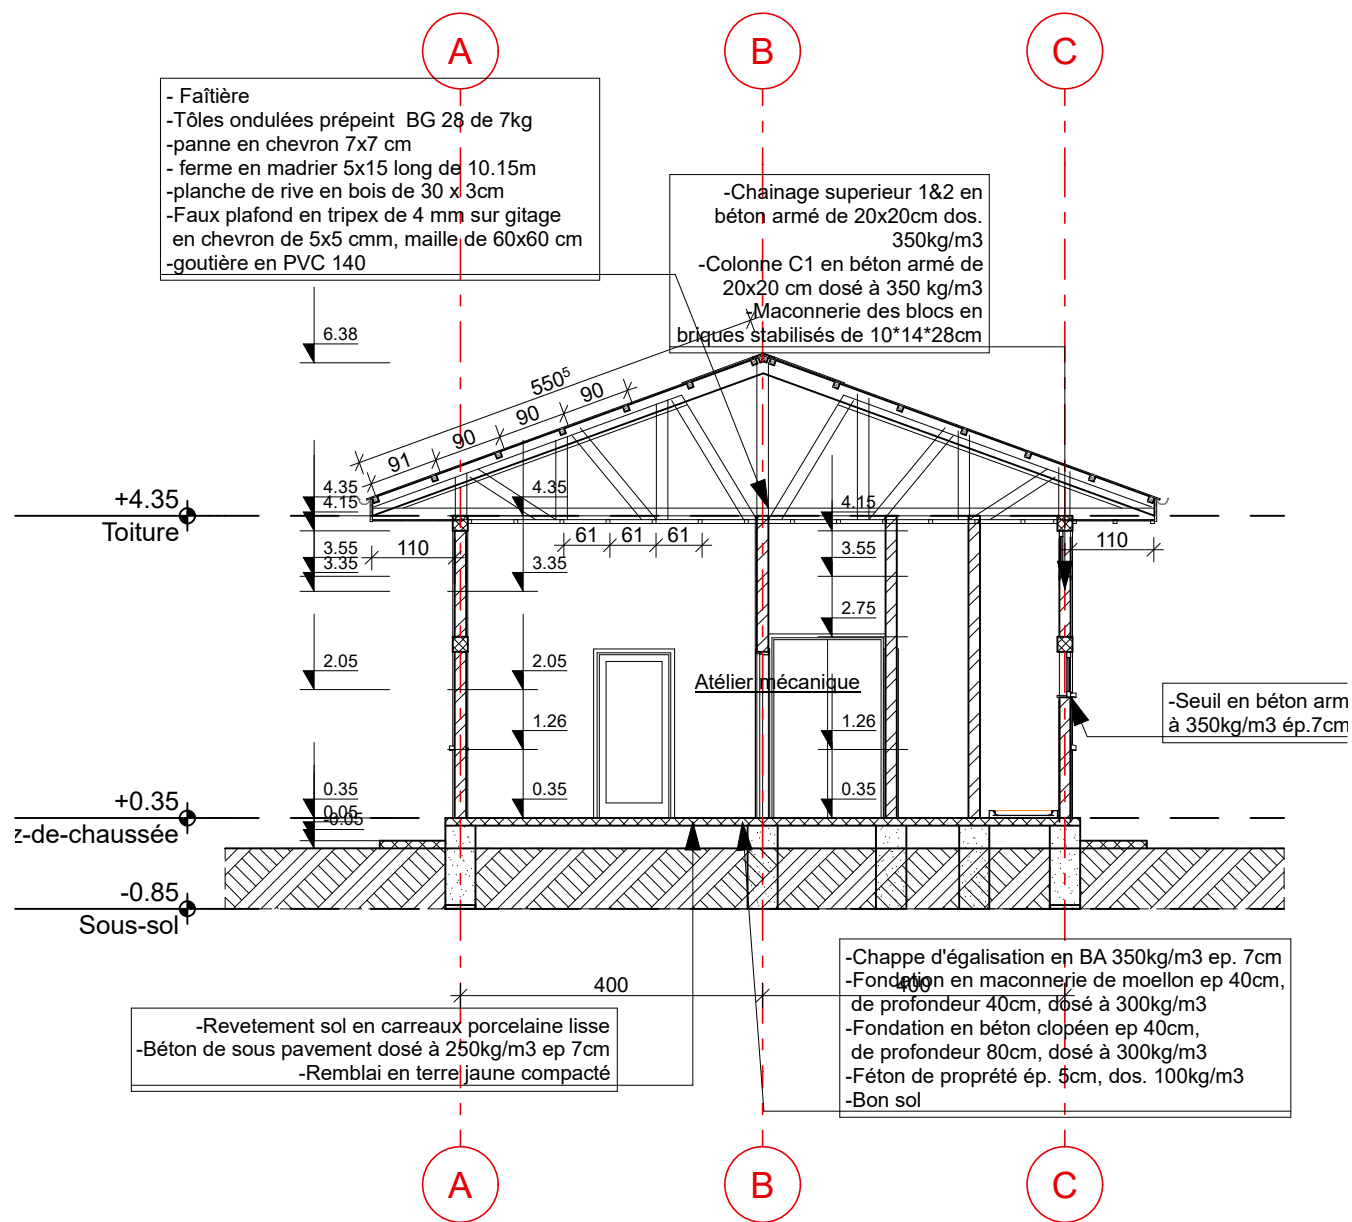 A
B
C
- Faîtière
-Tôles ondulées prépeint BG 28 de 7kg
-panne en chevron 7x7 cm
- ferme en madrier 5x15 long de 10.15m
-planche de rive en bois de 30 x 3cm
-Faux plafond en tripex de 4 mm sur gitage
en chevron de 5x5 cmm, maille de 60x60 cm
-goutière en PVC 140
-Chainage superieur 1&2 en
béton armé de 20x20cm dos.
350kg/m3
-Colonne C1 en béton armé de
20x20 cm dosé à 350 kg/m3
-Maconnerie des blocs en
briques stabilisés de 10*14*28cm
6.38
550⁵
90
90
90
91
+4.35
Toiture
4.35
4.15
3.55
3.35
2.05
0.35
0.05
-0.05
110
4.35
3.35
2.05
1.26
0.35
61
61
61
4.15
3.55
2.75
1.26
0.35
110
Atélier mécanique
-Seuil en béton arm
à 350kg/m3 ép.7cm
+0.35
z-de-chaussée
-0.85
Sous-sol
400
400
-Revetement sol en carreaux porcelaine lisse
-Béton de sous pavement dosé à 250kg/m3 ep 7cm
-Remblai en terre jaune compacté
-Chappe d'égalisation en BA 350kg/m3 ep. 7cm
-Fondation en maconnerie de moellon ep 40cm,
de profondeur 40cm, dosé à 300kg/m3
-Fondation en béton clopéen ep 40cm,
de profondeur 80cm, dosé à 300kg/m3
-Féton de proprété ép. 5cm, dos. 100kg/m3
-Bon sol
A
B
C